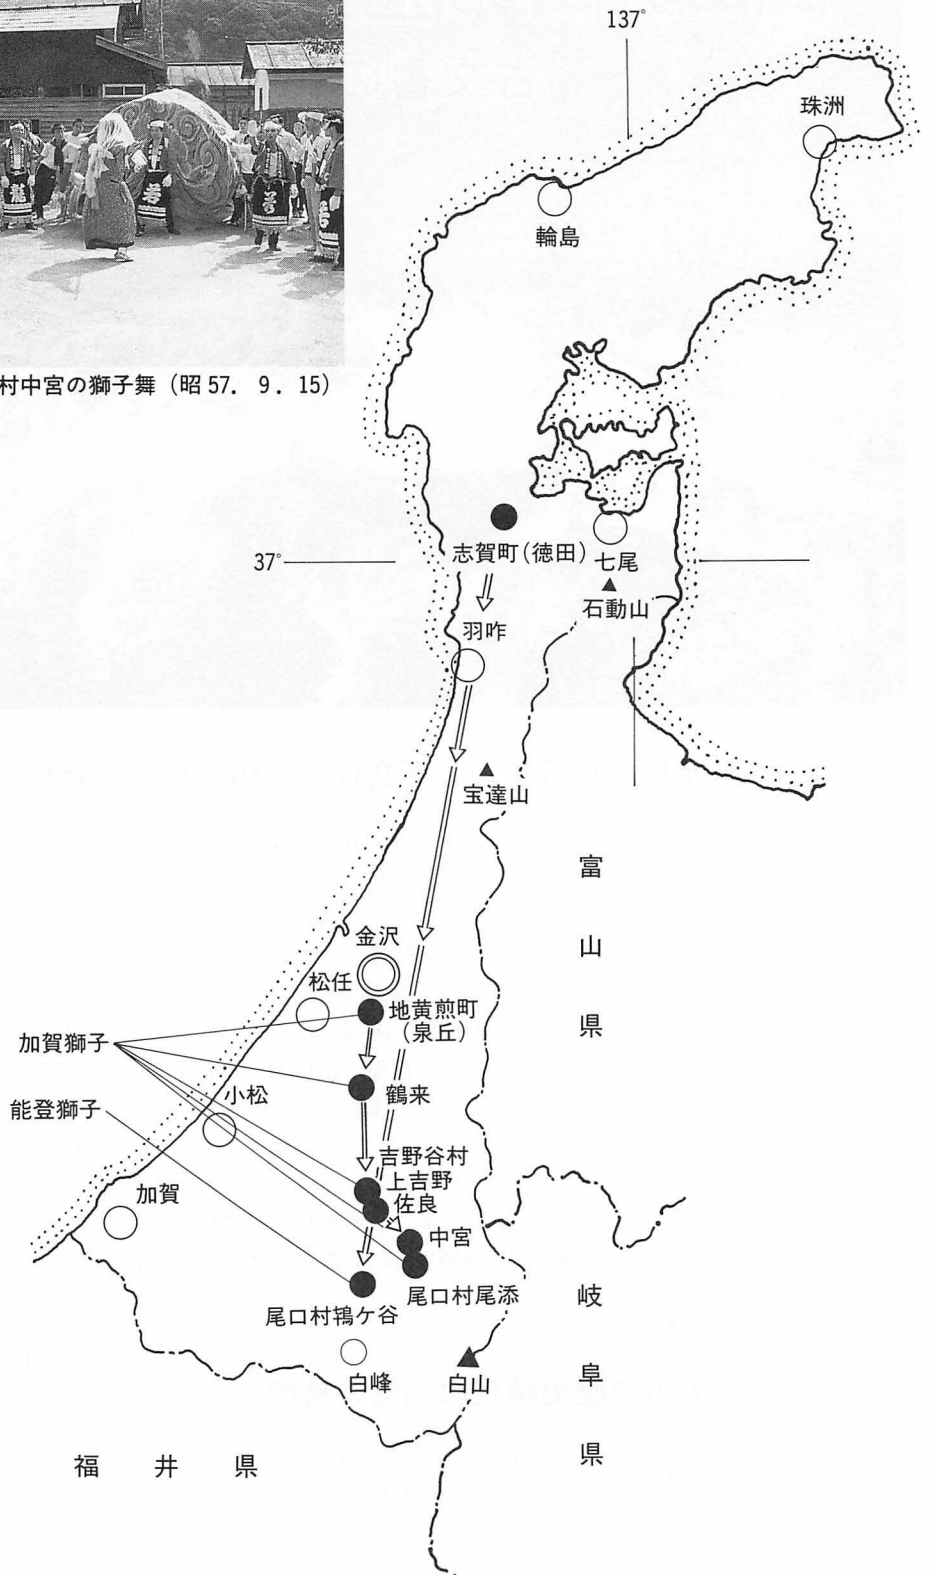 137°
珠洲
輪島
村中宮の獅子舞（昭57．9．15）
志賀町（徳田）
七尾
37°
石動山
羽咋
宝達山
富山県
金沢
松任
地黄煎町
（泉丘）
加賀獅子
鶴来
小松
能登獅子
吉野谷村
上吉野
佐良
加賀
中宮
尾口村尾添
尾口村鴇ケ谷
岐阜県
白峰
白山
福井県